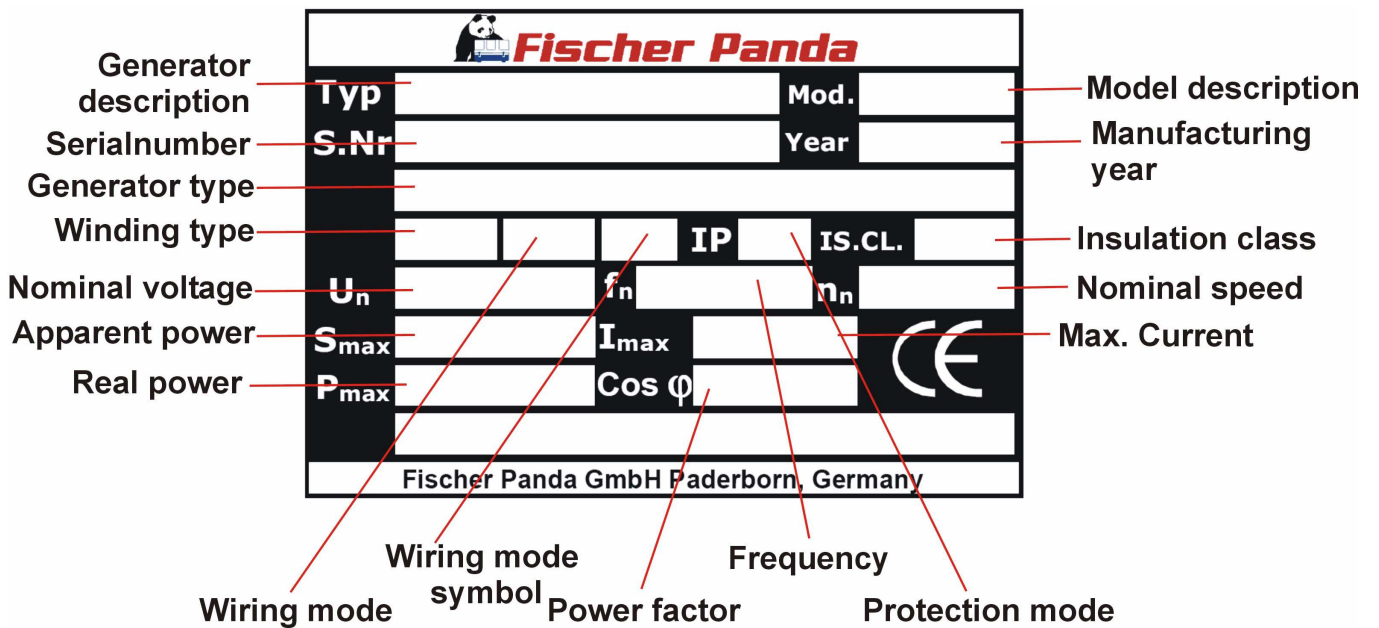 Fischer Panda
Generator
description
Typ
Mod.
Model description
Serialnumber
S.Nr
Year
Manufacturing
year
Generator type
Winding type
IP
IS.CL.
Insulation class
Nominal voltage
Un
fn
nn
Nominal speed
Apparent power
Smax
Imax
CE
Max. Current
Real power
Pmax
Cos φ
Fischer Panda GmbH Paderborn, Germany
Wiring mode
symbol
Frequency
Wiring mode
Power factor
Protection mode